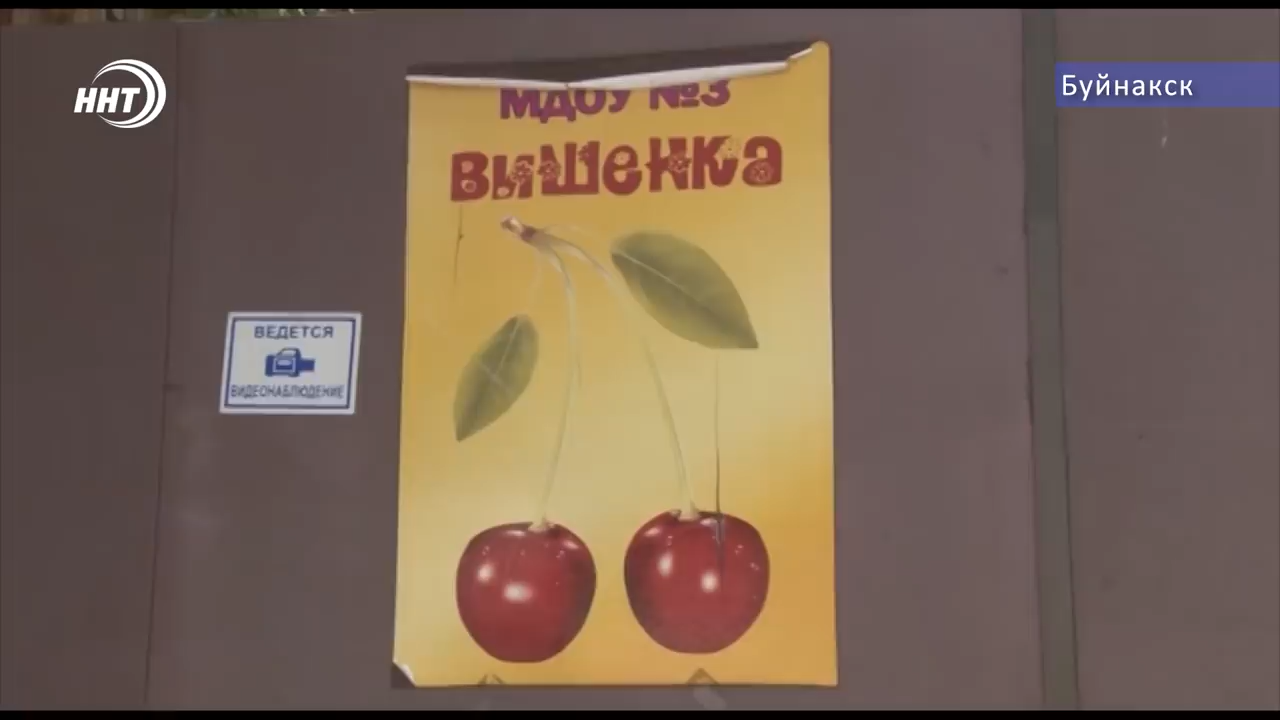 ННТ
Буйнакск
МДОУ №3
вишенка
ВЕДЕТСЯ
ВИДЕОНАБЛЮДЕНИЕ